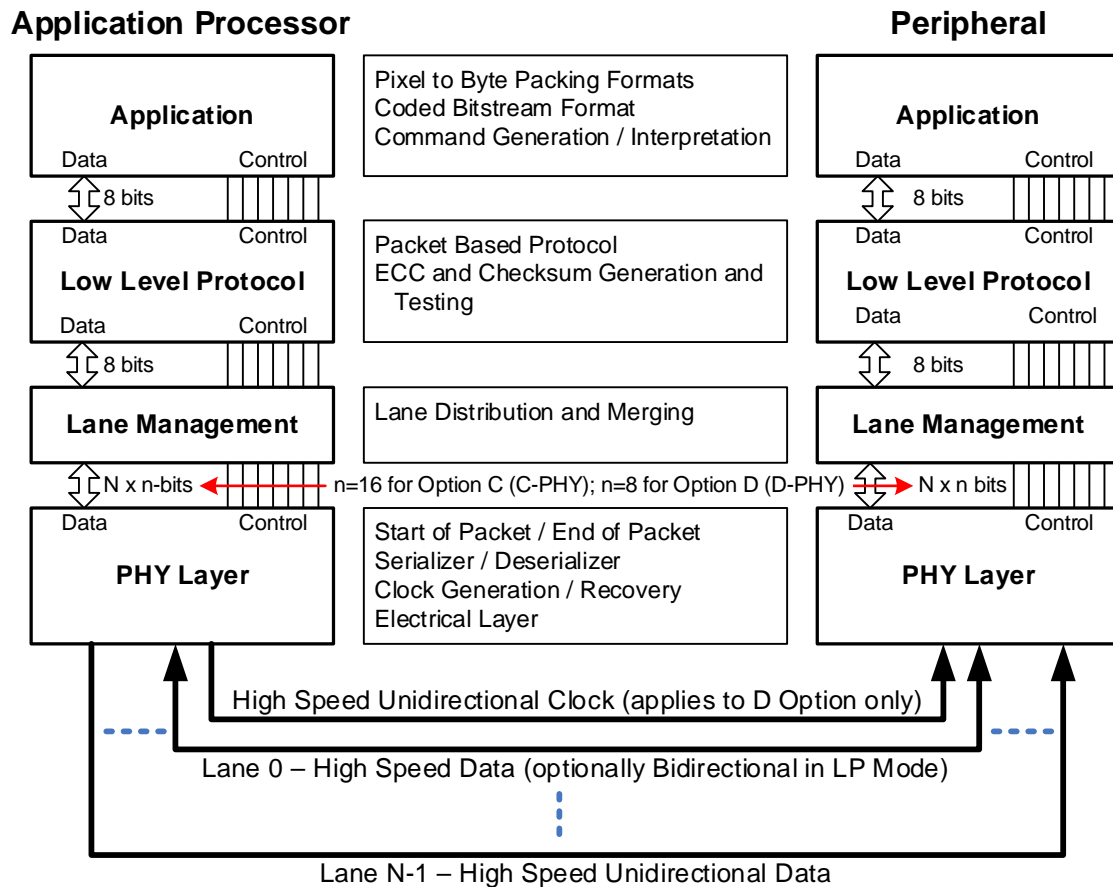 Application Processor
Peripheral
Application
Data
Control
8 bits
Pixel to Byte Packing Formats
Coded Bitstream Format
Command Generation / Interpretation
Application
Data
Control
8 bits
Data
Control
Low Level Protocol
Data
Control
8 bits
Packet Based Protocol
ECC and Checksum Generation and
Testing
Data
Control
Low Level Protocol
Data
Control
8 bits
Lane Management
Lane Distribution and Merging
Lane Management
N x n-bits
n=16 for Option C (C-PHY); n=8 for Option D (D-PHY)
N x n bits
Data
Control
PHY Layer
Start of Packet / End of Packet
Serializer / Deserializer
Clock Generation / Recovery
Electrical Layer
Data
Control
PHY Layer
High Speed Unidirectional Clock (applies to D Option only)
Lane 0 – High Speed Data (optionally Bidirectional in LP Mode)
Lane N-1 – High Speed Unidirectional Data